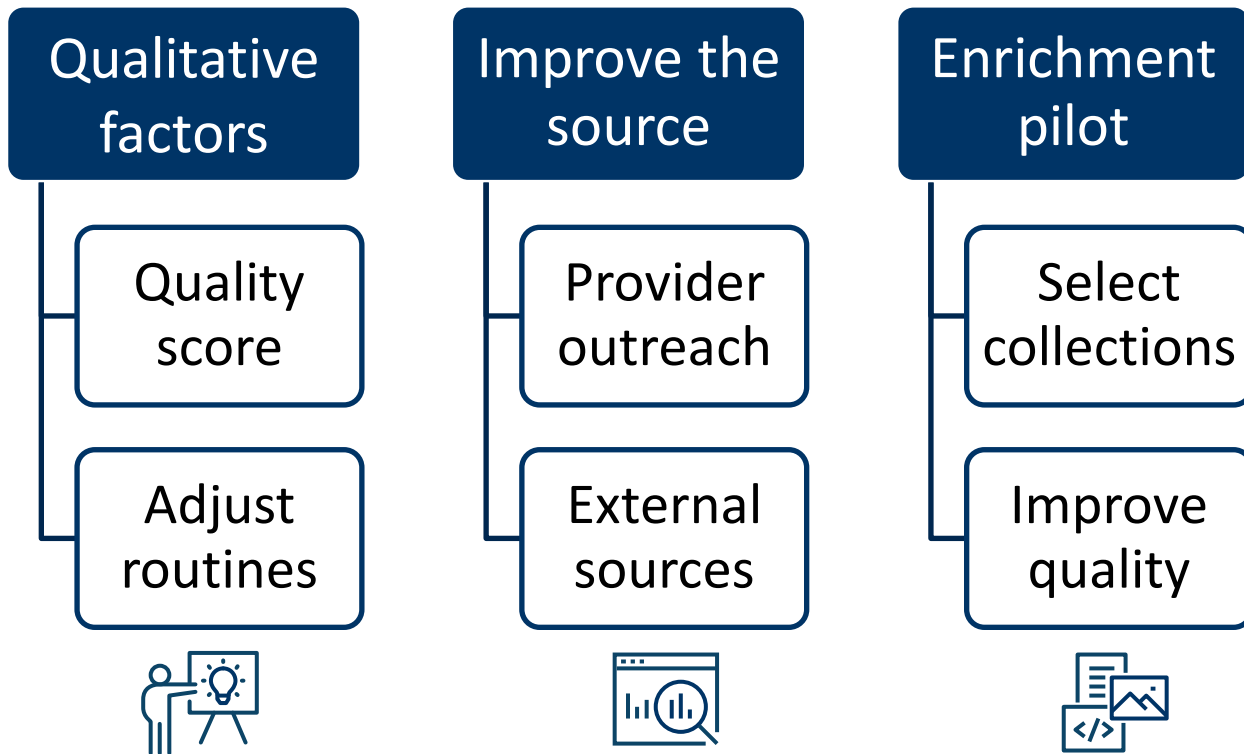 Qualitative
factors
Quality
score
Adjust
routines
Improve the
source
Provider
outreach
External
sources
Enrichment
pilot
Select
collections
Improve
quality
</>